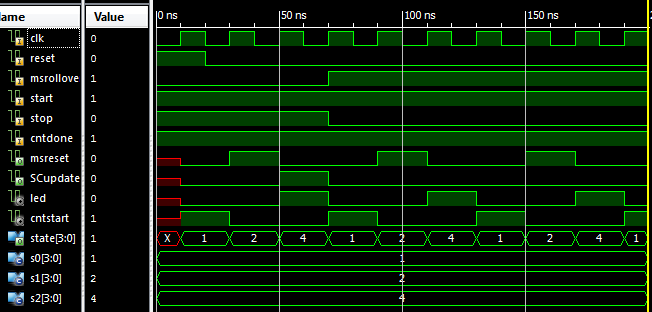 Name Value 0 ns 50 ns 100 ns 150 ns
clk 0
reset 0
msrollove 1
start 1
stop 0
cntdone 1
msreset 0
SCupdate 0
led 0
cntstart 1
state[3:0] 1 X 1 2 4 1 2 4 1 2 4 1
s0[3:0] 1 1
s1[3:0] 2 2
s2[3:0] 4 4